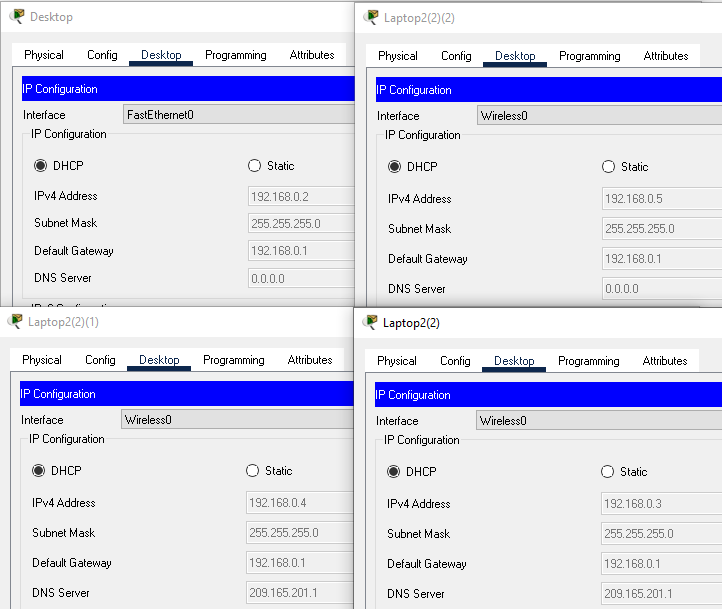 Desktop
Physical Config Desktop Programming Attributes
IP Configuration
Interface FastEthernet0
IP Configuration
DHCP Static
IPv4 Address 192.168.0.2
Subnet Mask 255.255.255.0
Default Gateway 192.168.0.1
DNS Server 0.0.0.0
Laptop2(2)(2)
Physical Config Desktop Programming Attributes
IP Configuration
Interface Wireless0
IP Configuration
DHCP Static
IPv4 Address 192.168.0.5
Subnet Mask 255.255.255.0
Default Gateway 192.168.0.1
DNS Server 0.0.0.0
Laptop2(2)(1)
Physical Config Desktop Programming Attributes
IP Configuration
Interface Wireless0
IP Configuration
DHCP Static
IPv4 Address 192.168.0.4
Subnet Mask 255.255.255.0
Default Gateway 192.168.0.1
DNS Server 209.165.201.1
Laptop2(2)
Physical Config Desktop Programming Attributes
IP Configuration
Interface Wireless0
IP Configuration
DHCP Static
IPv4 Address 192.168.0.3
Subnet Mask 255.255.255.0
Default Gateway 192.168.0.1
DNS Server 209.165.201.1